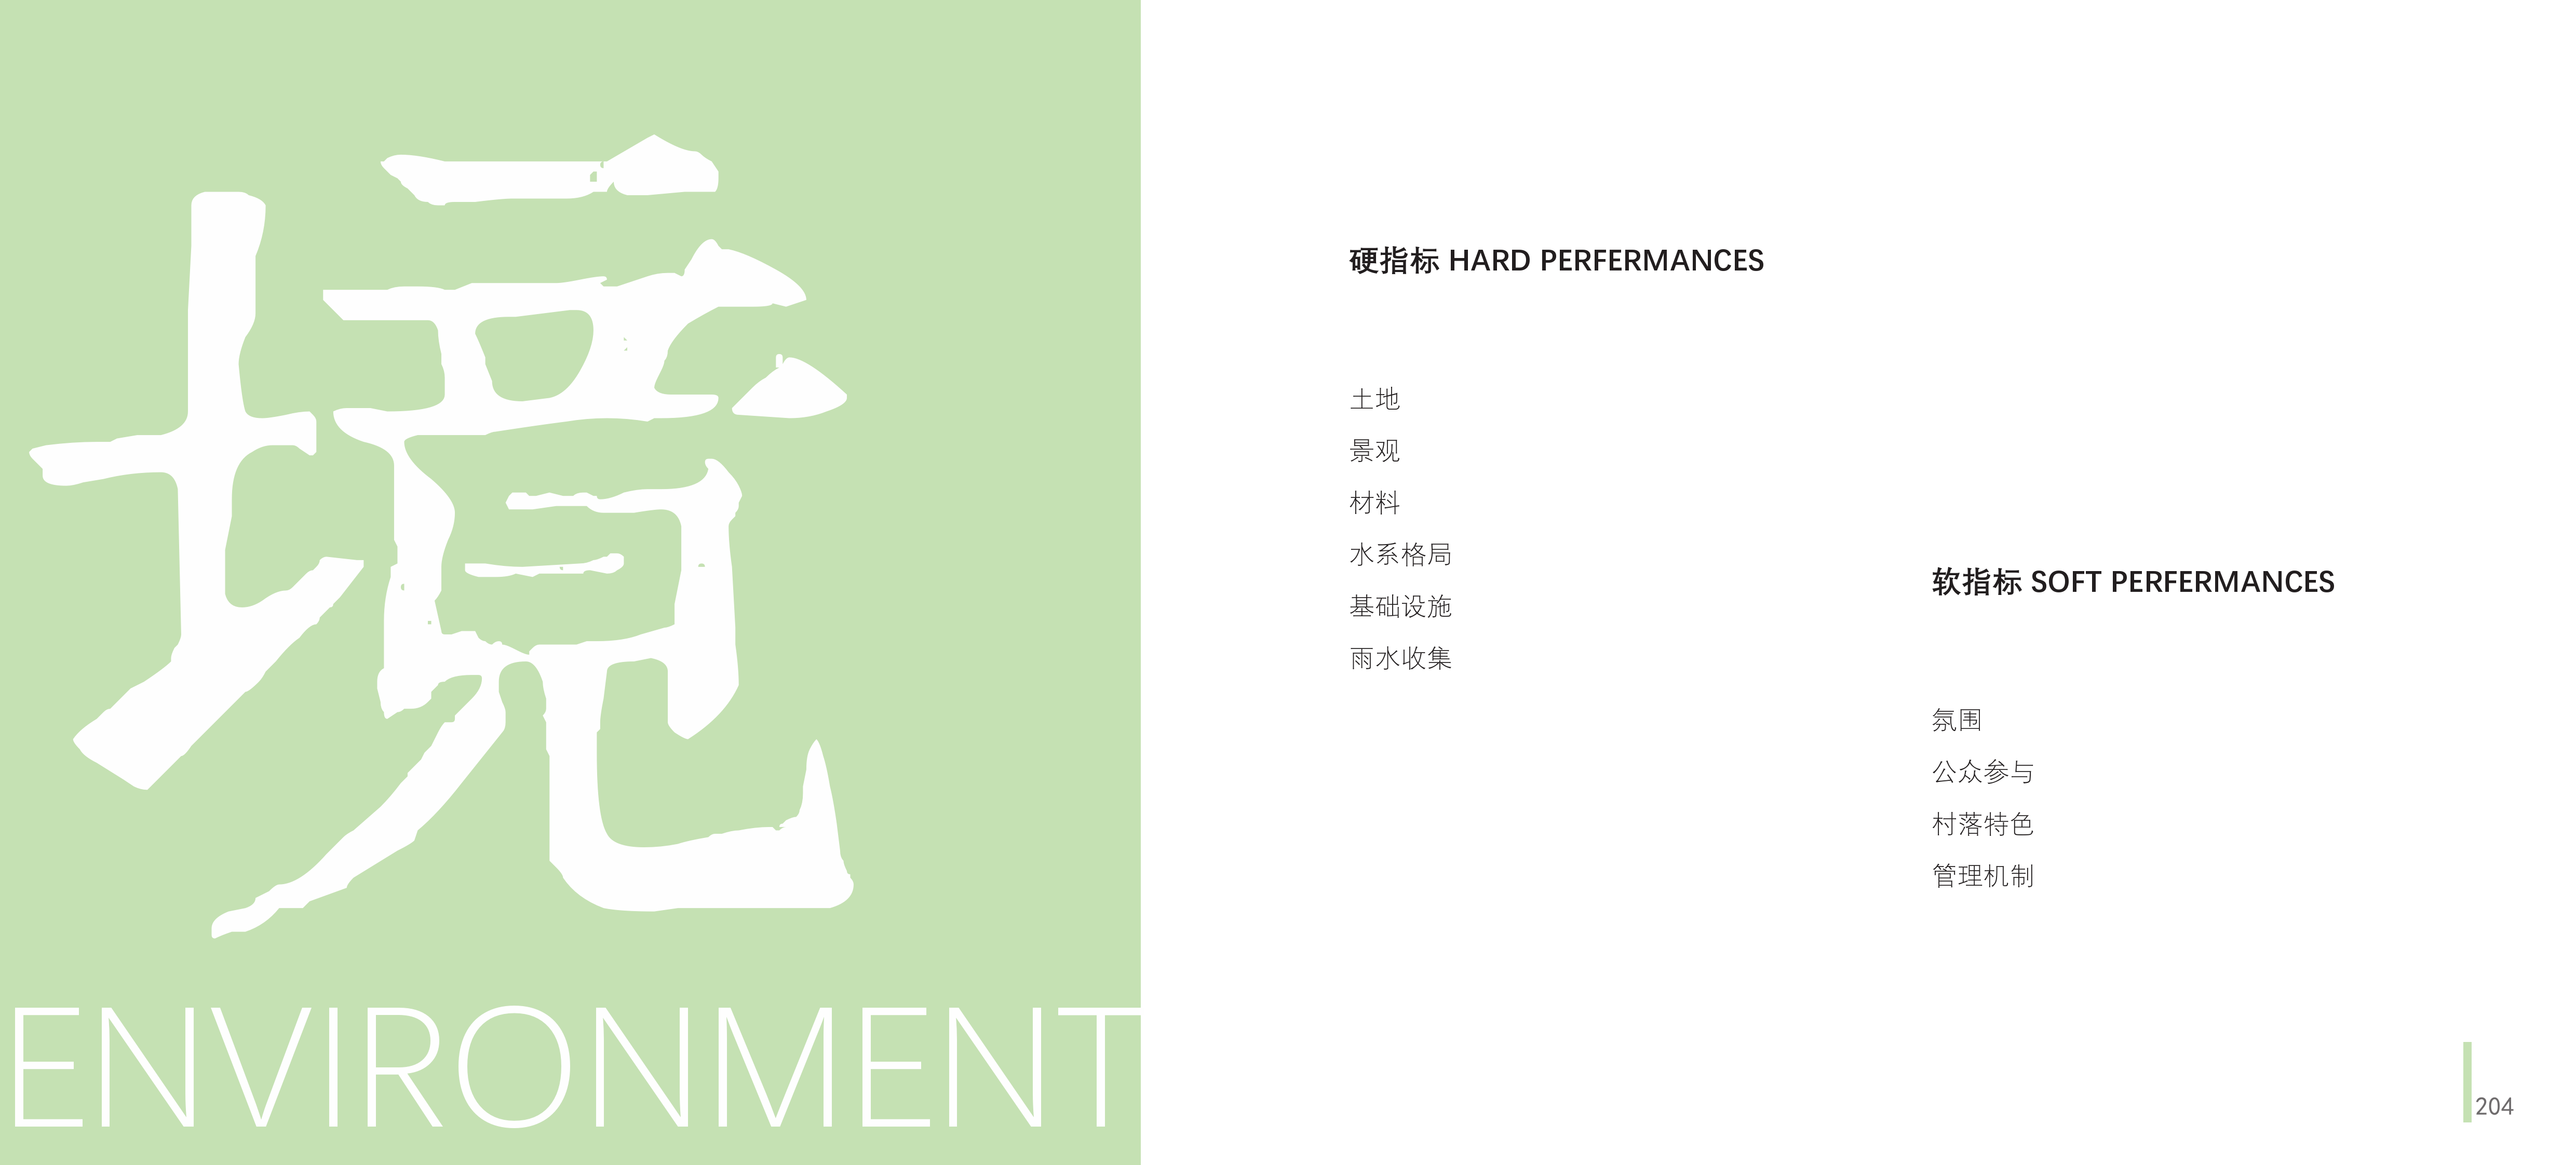 境
ENVIRONMENT
硬指标 HARD PERFERMANCES
土地
景观
材料
水系格局
基础设施
雨水收集
软指标 SOFT PERFERMANCES
氛围
公众参与
村落特色
管理机制
204